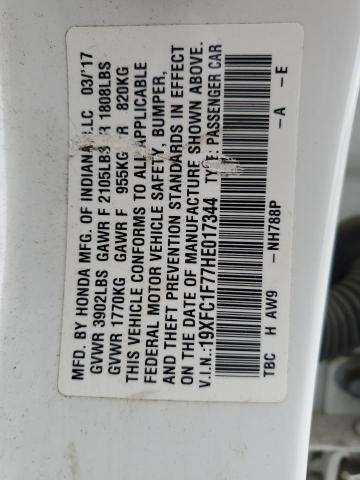 MFD. BY HONDA MFG. OF INDIANA LLC 03/'17
GVWR 3902LBS GAWR F 2105LBS R 1808LBS
GVWR 1770KG GAWR F 955KG R 820KG
THIS VEHICLE CONFORMS TO ALL APPLICABLE
FEDERAL MOTOR VEHICLE SAFETY, BUMPER,
AND THEFT PREVENTION STANDARDS IN EFFECT
ON THE DATE OF MANUFACTURE SHOWN ABOVE.
V.I.N.:19XFC1F77HE017344 TYPE: PASSENGER CAR
TBC H AW9 -NH788P -A -E